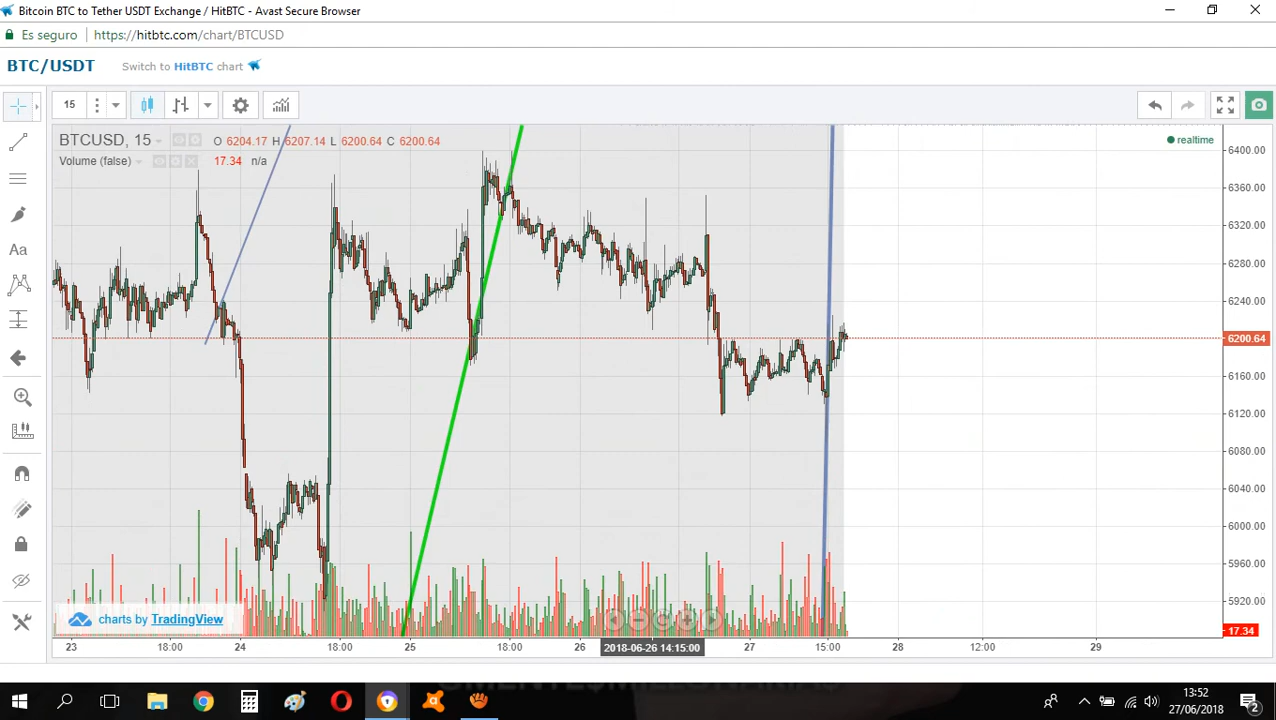 Bitcoin BTC to Tether USDT Exchange / HitBTC - Avast Secure Browser
Es seguro | https://hitbtc.com/chart/BTCUSD
BTC/USDT Switch to HitBTC chart
15
BTCUSD, 15 O 6204.17 H 6207.14 L 6200.64 C 6200.64
realtime
Volume (false) 17.34 n/a
Aa
6400.00
6360.00
6320.00
6280.00
6240.00
6200.64
6160.00
6120.00
6080.00
6040.00
6000.00
5960.00
5920.00
17.34
charts by TradingView
23 18:00 24 18:00 25 18:00 26 2018-06-26 14:15:00 27 15:00 28 12:00 29
13:52
27/06/2018
2